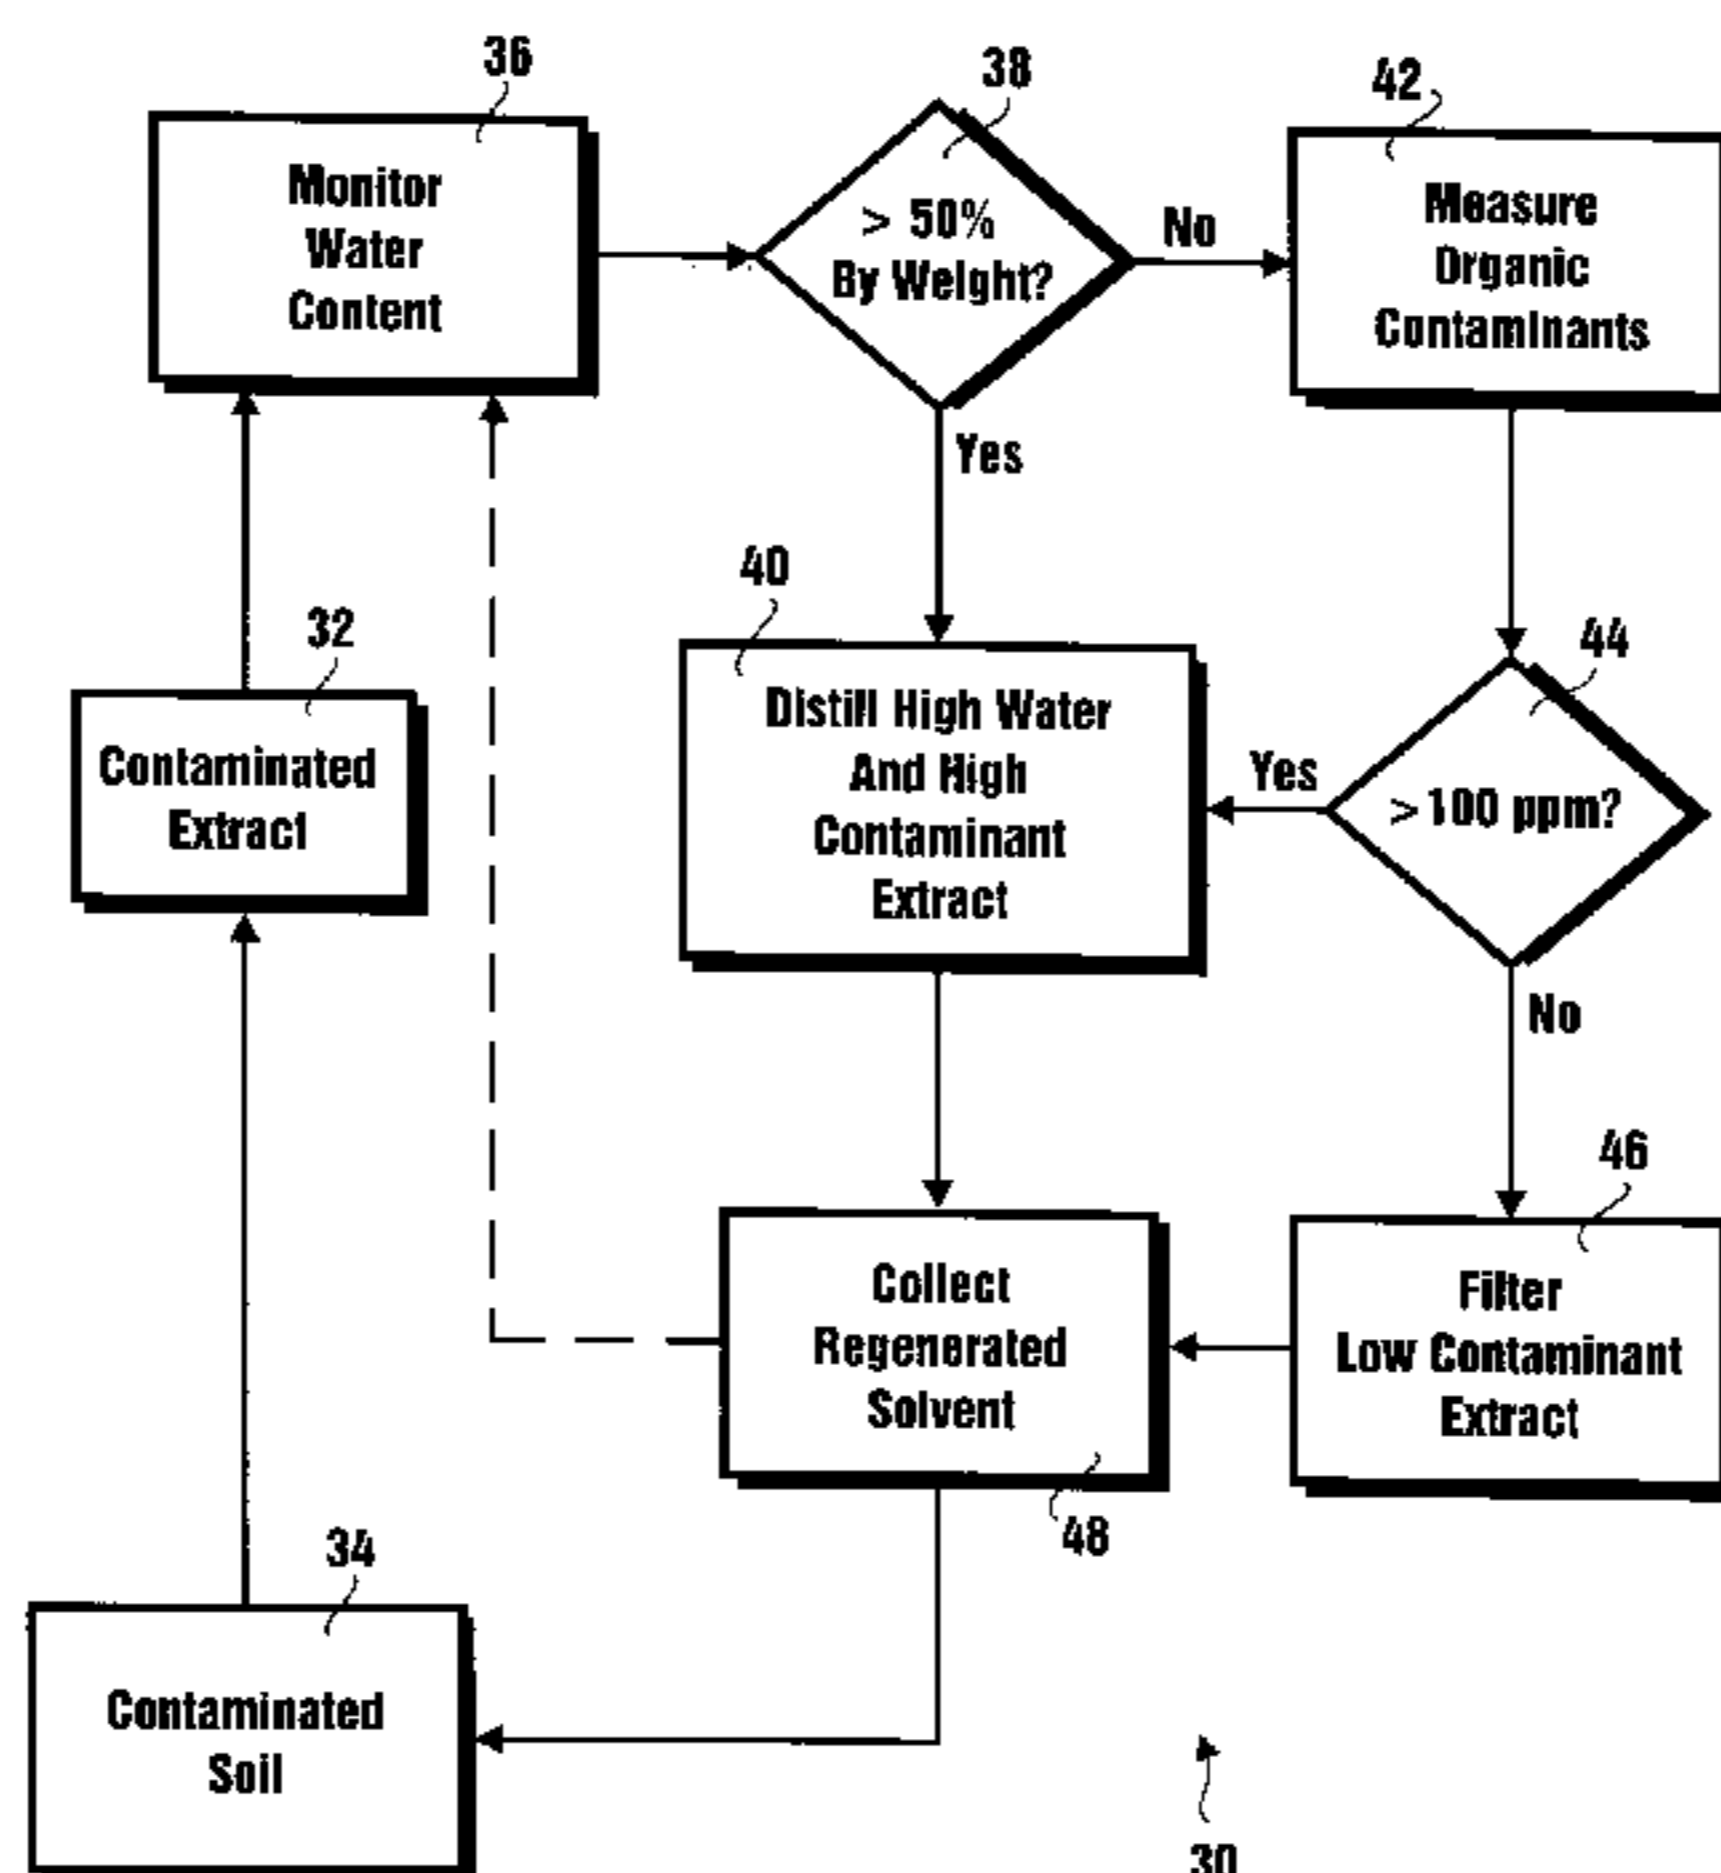 36
Monitor
Water
Content
38
> 50%
By Weight?
No
42
Measure
Organic
Contaminants
Yes
40
Distill High Water
And High
Contaminant
Extract
Yes
44
> 100 ppm?
No
32
Contaminated
Extract
46
Filter
Low Contaminant
Extract
Collect
Regenerated
Solvent
48
34
Contaminated
Soil
30